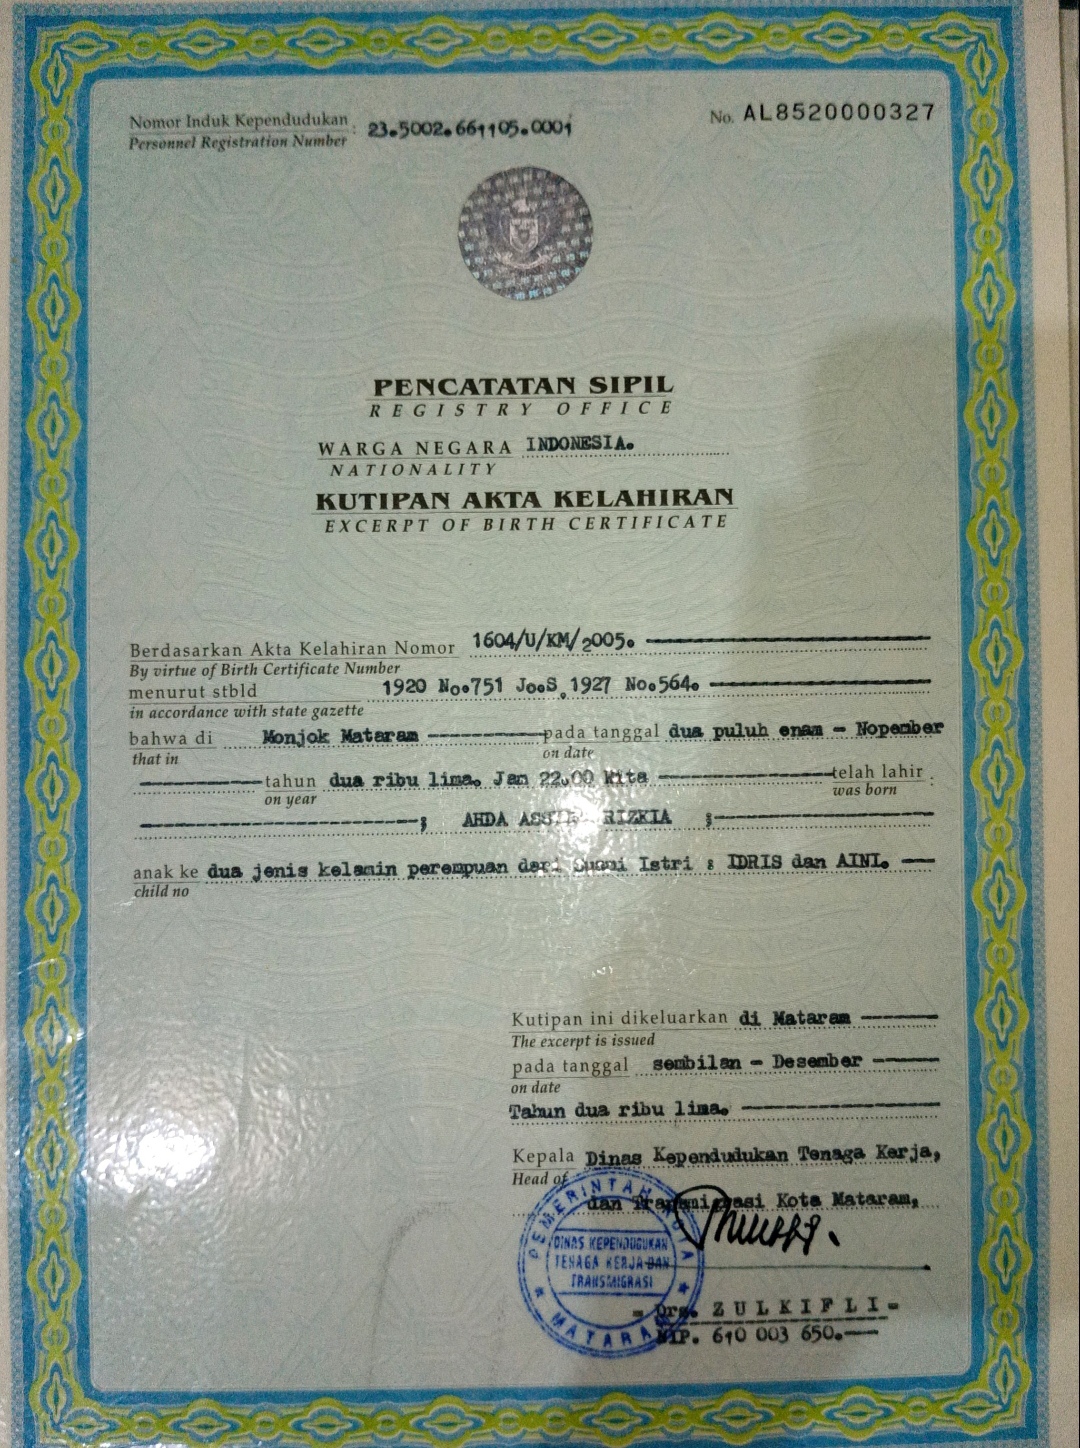 Nomor Induk Kependudukan : 23.5002.661105.0001
Personnel Registration Number
No. AL8520000327
PENCATATAN SIPIL
REGISTRY OFFICE
WARGA NEGARA INDONESIA.
NATIONALITY
KUTIPAN AKTA KELAHIRAN
EXCERPT OF BIRTH CERTIFICATE
Berdasarkan Akta Kelahiran Nomor 1604/U/KM/2005.
By virtue of Birth Certificate Number
menurut stbld 1920 No.751 Jo.S. 1927 No.564.
in accordance with state gazette
bahwa di Monjok Mataram pada tanggal dua puluh enam - Nopember
that in on date
tahun dua ribu lima. Jam 22.00 Wita telah lahir
on year was born
; AHDA RIZKIA ;
anak ke dua jenis kelamin perempuan dari Suami Istri : IDRIS dan AINI.
child no
Kutipan ini dikeluarkan di Mataram
The excerpt is issued
pada tanggal sembilan - Desember
on date
Tahun dua ribu lima.
Kepala Dinas Kependudukan Tenaga Kerja,
Head of
dan Transmigrasi Kota Mataram,
PEMERINTAH KOTA
DINAS KEPENDUDUKAN
TENAGA KERJA DAN
TRANSMIGRASI
MATARAM
- Drs. ZULKIFLI -
NIP. 610 003 650.